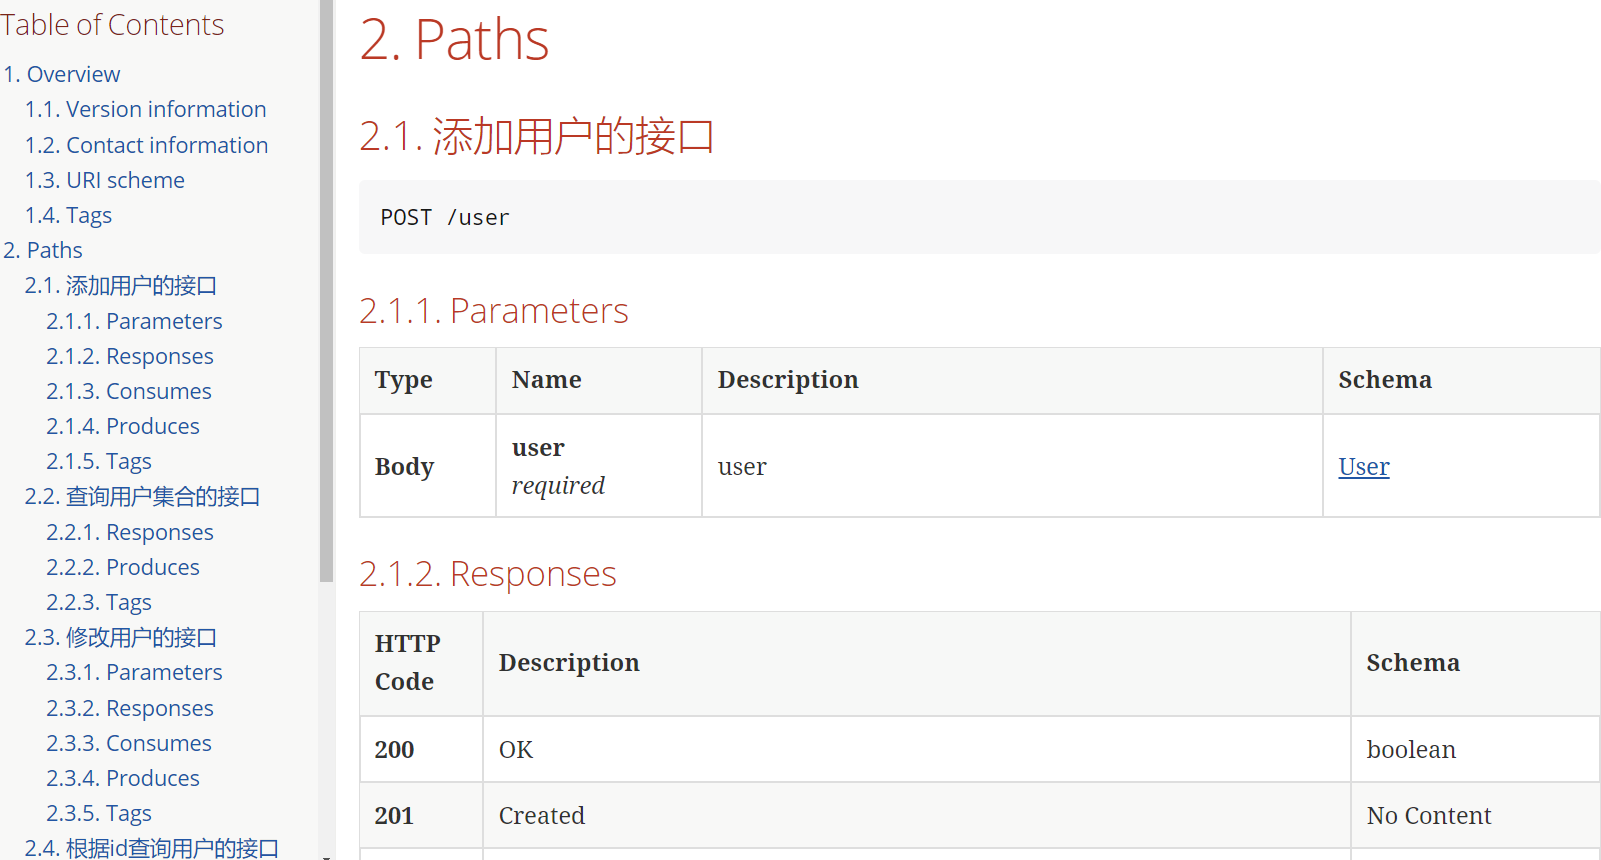 Table of Contents
1. Overview
1.1. Version information
1.2. Contact information
1.3. URI scheme
1.4. Tags
2. Paths
2.1. 添加用户的接口
2.1.1. Parameters
2.1.2. Responses
2.1.3. Consumes
2.1.4. Produces
2.1.5. Tags
2.2. 查询用户集合的接口
2.2.1. Responses
2.2.2. Produces
2.2.3. Tags
2.3. 修改用户的接口
2.3.1. Parameters
2.3.2. Responses
2.3.3. Consumes
2.3.4. Produces
2.3.5. Tags
2.4. 根据id查询用户的接口
2. Paths
2.1. 添加用户的接口
POST /user
2.1.1. Parameters
Type Name Description Schema
Body user required user User
2.1.2. Responses
HTTP Code Description Schema
200 OK boolean
201 Created No Content